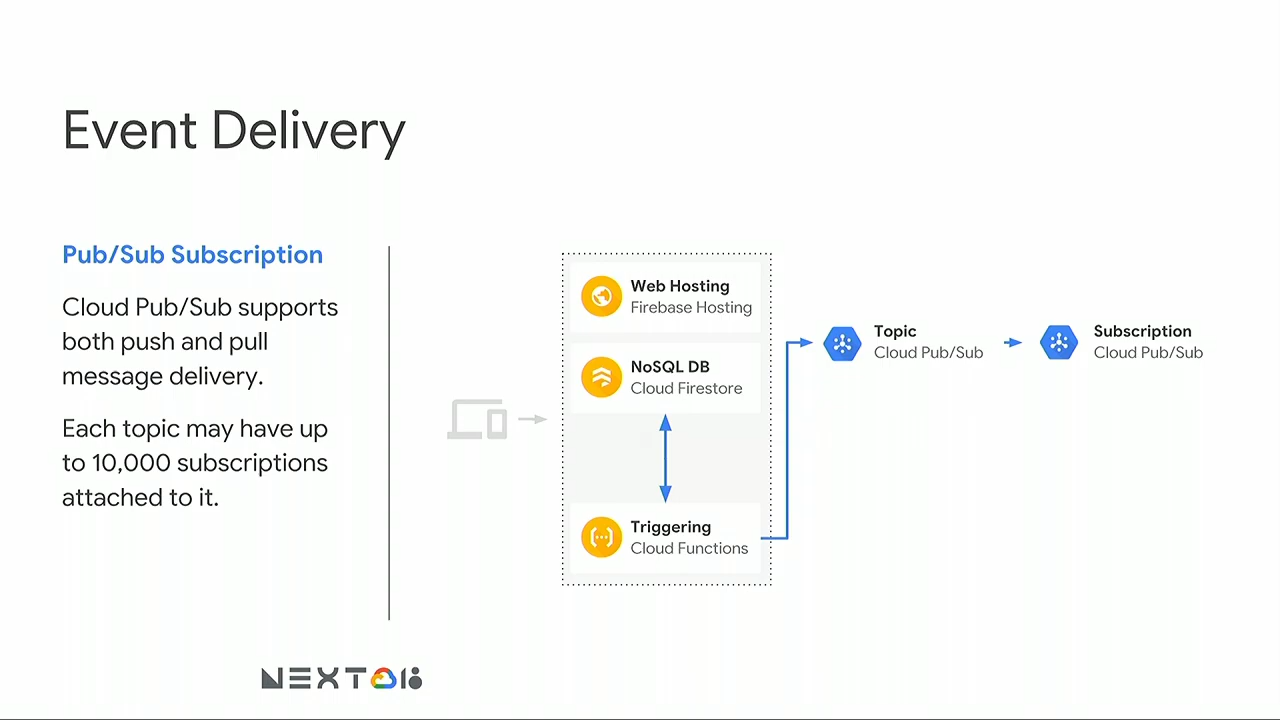 Event Delivery
Pub/Sub Subscription
Cloud Pub/Sub supports
both push and pull
message delivery.
Each topic may have up
to 10,000 subscriptions
attached to it.
Web Hosting
Firebase Hosting
NoSQL DB
Cloud Firestore
Triggering
Cloud Functions
Topic
Cloud Pub/Sub
Subscription
Cloud Pub/Sub
NEXT 18